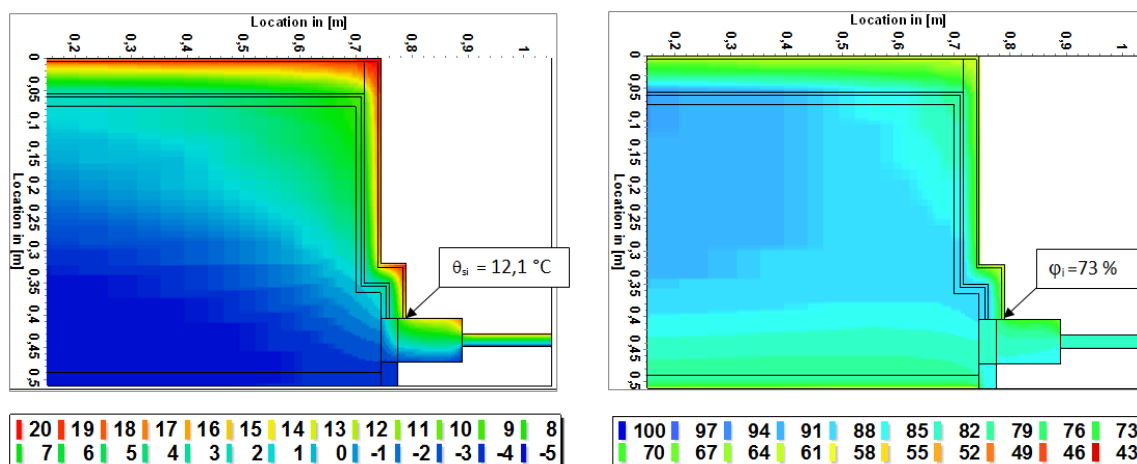 Location in [m]
0,2 0,3 0,4 0,5 0,6 0,7 0,8 0,9 1
Location in [m]
0 0,05 0,1 0,15 0,2 0,25 0,3 0,35 0,4 0,45 0,5
θsi = 12,1 °C
20 19 18 17 16 15 14 13 12 11 10 9 8
7 6 5 4 3 2 1 0 -1 -2 -3 -4 -5
Location in [m]
0,2 0,3 0,4 0,5 0,6 0,7 0,8 0,9 1
Location in [m]
0 0,05 0,1 0,15 0,2 0,25 0,3 0,35 0,4 0,45 0,5
φi=73 %
100 97 94 91 88 85 82 79 76 73
70 67 64 61 58 55 52 49 46 43